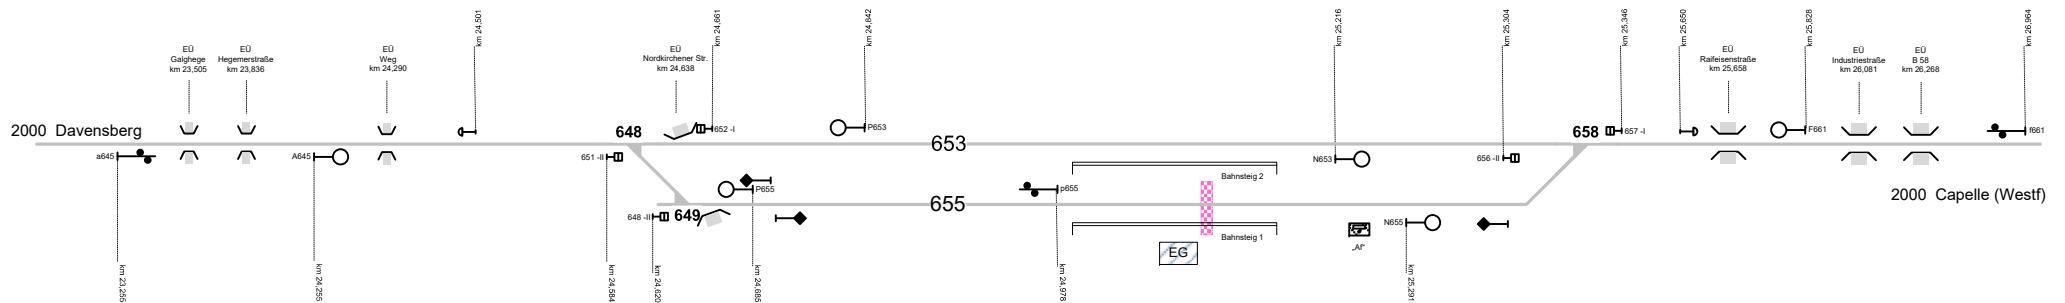 km 24,501
km 24,661
km 24,842
km 25,216
km 25,304
km 25,346
km 25,650
km 25,828
km 26,964
EÜ
Galghege
km 23,505
EÜ
Hegemerstraße
km 23,836
EÜ
Weg
km 24,290
EÜ
Nordkirchener Str.
km 24,638
EÜ
Raifeisenstraße
km 25,658
EÜ
Industriestraße
km 26,081
EÜ
B 58
km 26,268
2000 Davensberg
648
652 -I
P653
653
658
657 -I
F661
f661
a645
A645
651 -II
N653
656 -II
P655
p655
Bahnsteig 2
2000 Capelle (Westf)
655
648 -II
649
N655
Bahnsteig 1
„Al“
EG
km 23,255
km 24,255
km 24,584
km 24,620
km 24,685
km 24,978
km 25,291